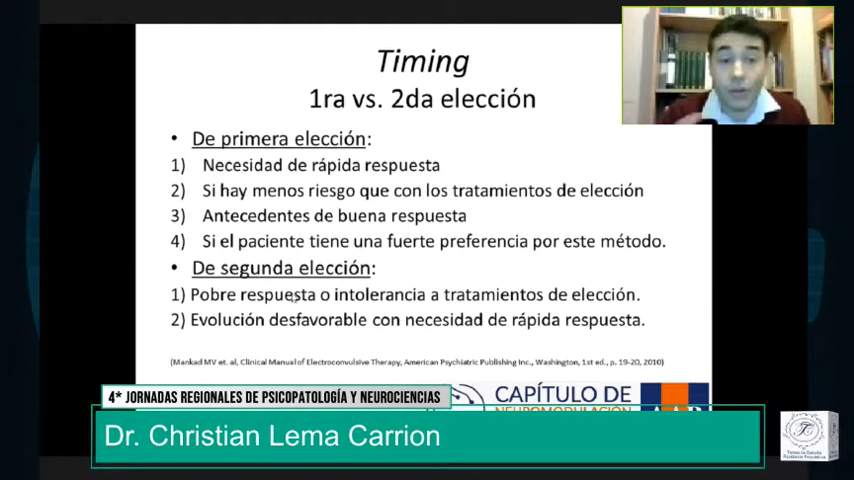 Timing
1ra vs. 2da elección
• De primera elección:
1) Necesidad de rápida respuesta
2) Si hay menos riesgo que con los tratamientos de elección
3) Antecedentes de buena respuesta
4) Si el paciente tiene una fuerte preferencia por este método.
• De segunda elección:
1) Pobre respuesta o intolerancia a tratamientos de elección.
2) Evolución desfavorable con necesidad de rápida respuesta.
(Mankad MV et. al, Clinical Manual of Electroconvulsive Therapy, American Psychiatric Publishing Inc., Washington, 1st ed., p. 19-20, 2010)
4* JORNADAS REGIONALES DE PSICOPATOLOGÍA Y NEUROCIENCIAS
CAPÍTULO DE
NEUROMODULACIÓN
Dr. Christian Lema Carrion